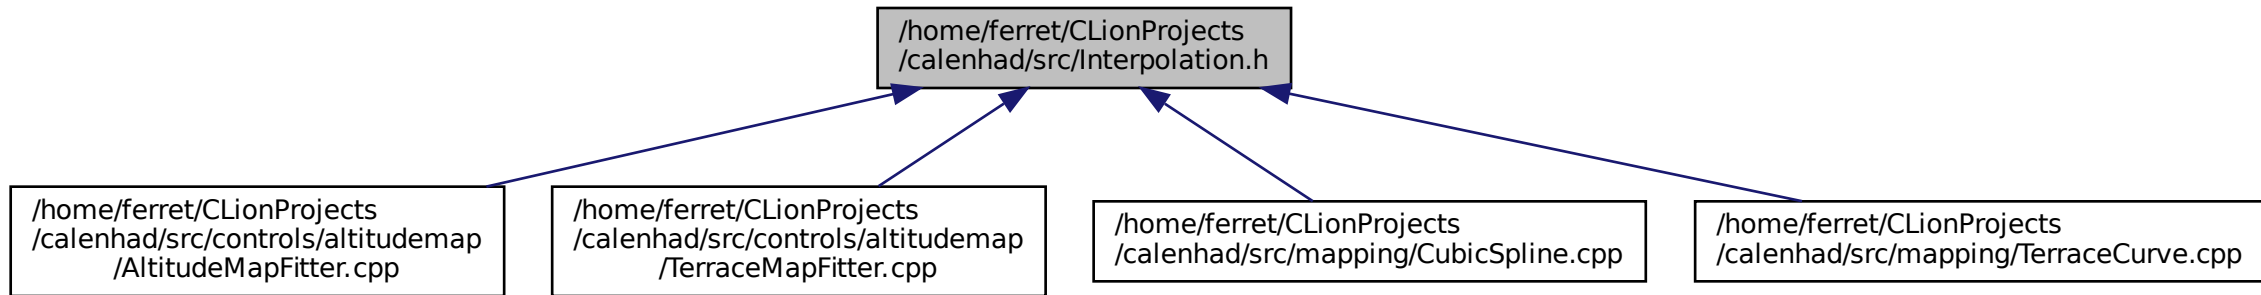 /home/ferret/CLionProjects
/calenhad/src/Interpolation.h
/home/ferret/CLionProjects
/calenhad/src/controls/altitudemap
/AltitudeMapFitter.cpp
/home/ferret/CLionProjects
/calenhad/src/controls/altitudemap
/TerraceMapFitter.cpp
/home/ferret/CLionProjects
/calenhad/src/mapping/CubicSpline.cpp
/home/ferret/CLionProjects
/calenhad/src/mapping/TerraceCurve.cpp